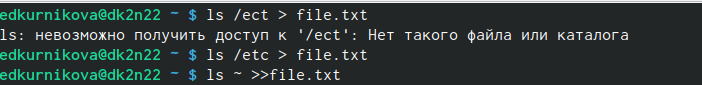 edkurnikova@dk2n22 ~ $ ls /ect > file.txt
ls: невозможно получить доступ к '/ect': Нет такого файла или каталога
edkurnikova@dk2n22 ~ $ ls /etc > file.txt
edkurnikova@dk2n22 ~ $ ls ~ >>file.txt